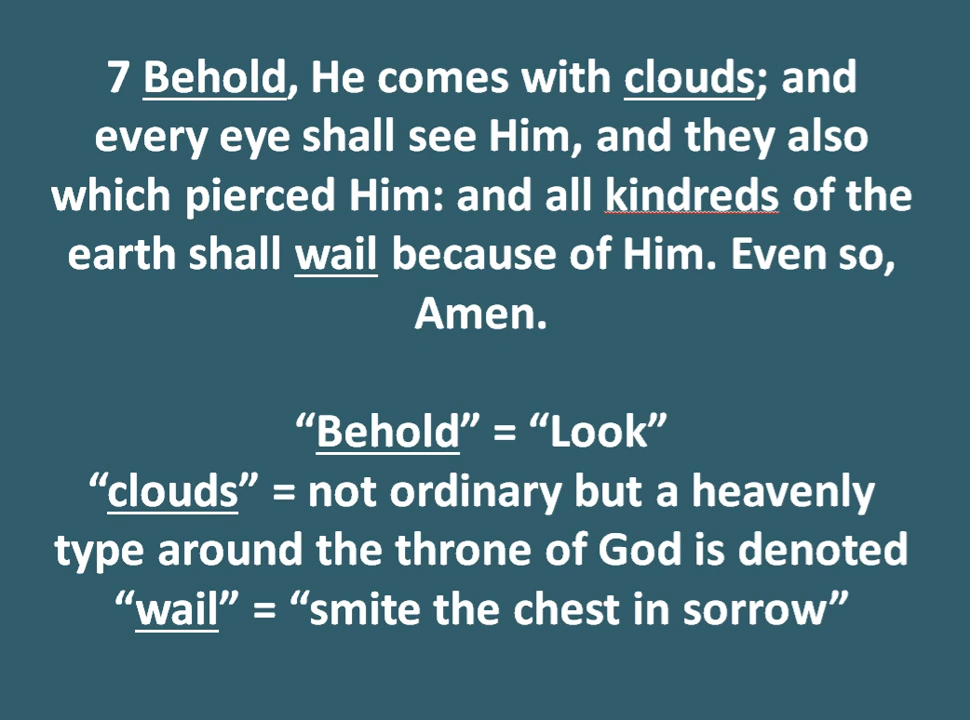 7 Behold, He comes with clouds; and
every eye shall see Him, and they also
which pierced Him: and all kindreds of the
earth shall wail because of Him. Even so,
Amen.
“Behold” = “Look”
“clouds” = not ordinary but a heavenly
type around the throne of God is denoted
“wail” = “smite the chest in sorrow”